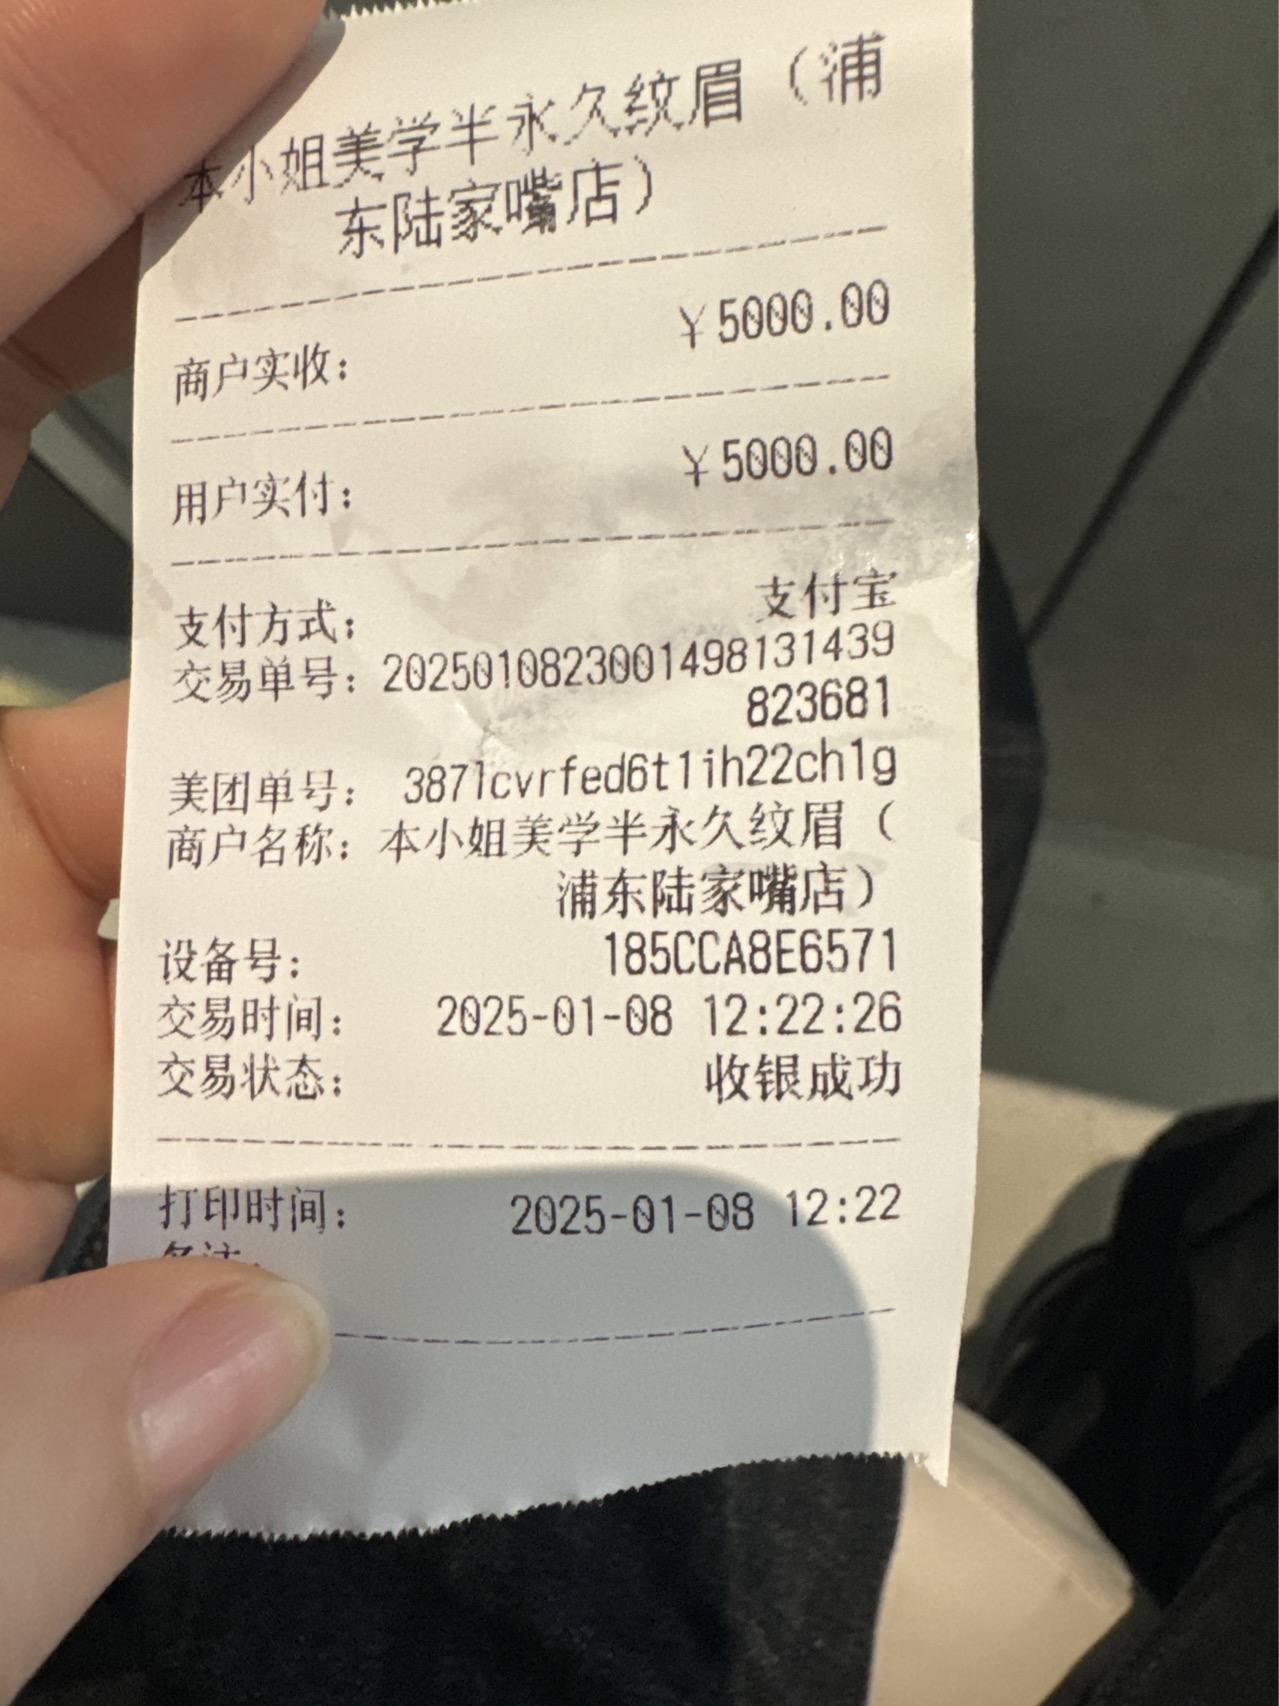 本小姐美学半永久纹眉（浦
东陆家嘴店）
商户实收： ￥5000.00
用户实付： ￥5000.00
支付方式： 支付宝
交易单号：2025010823001498131439
823681
美团单号： 387lcvrfed6t1ih22ch1g
商户名称：本小姐美学半永久纹眉（
浦东陆家嘴店）
设备号： 185CCA8E6571
交易时间： 2025-01-08 12:22:26
交易状态： 收银成功
打印时间： 2025-01-08 12:22